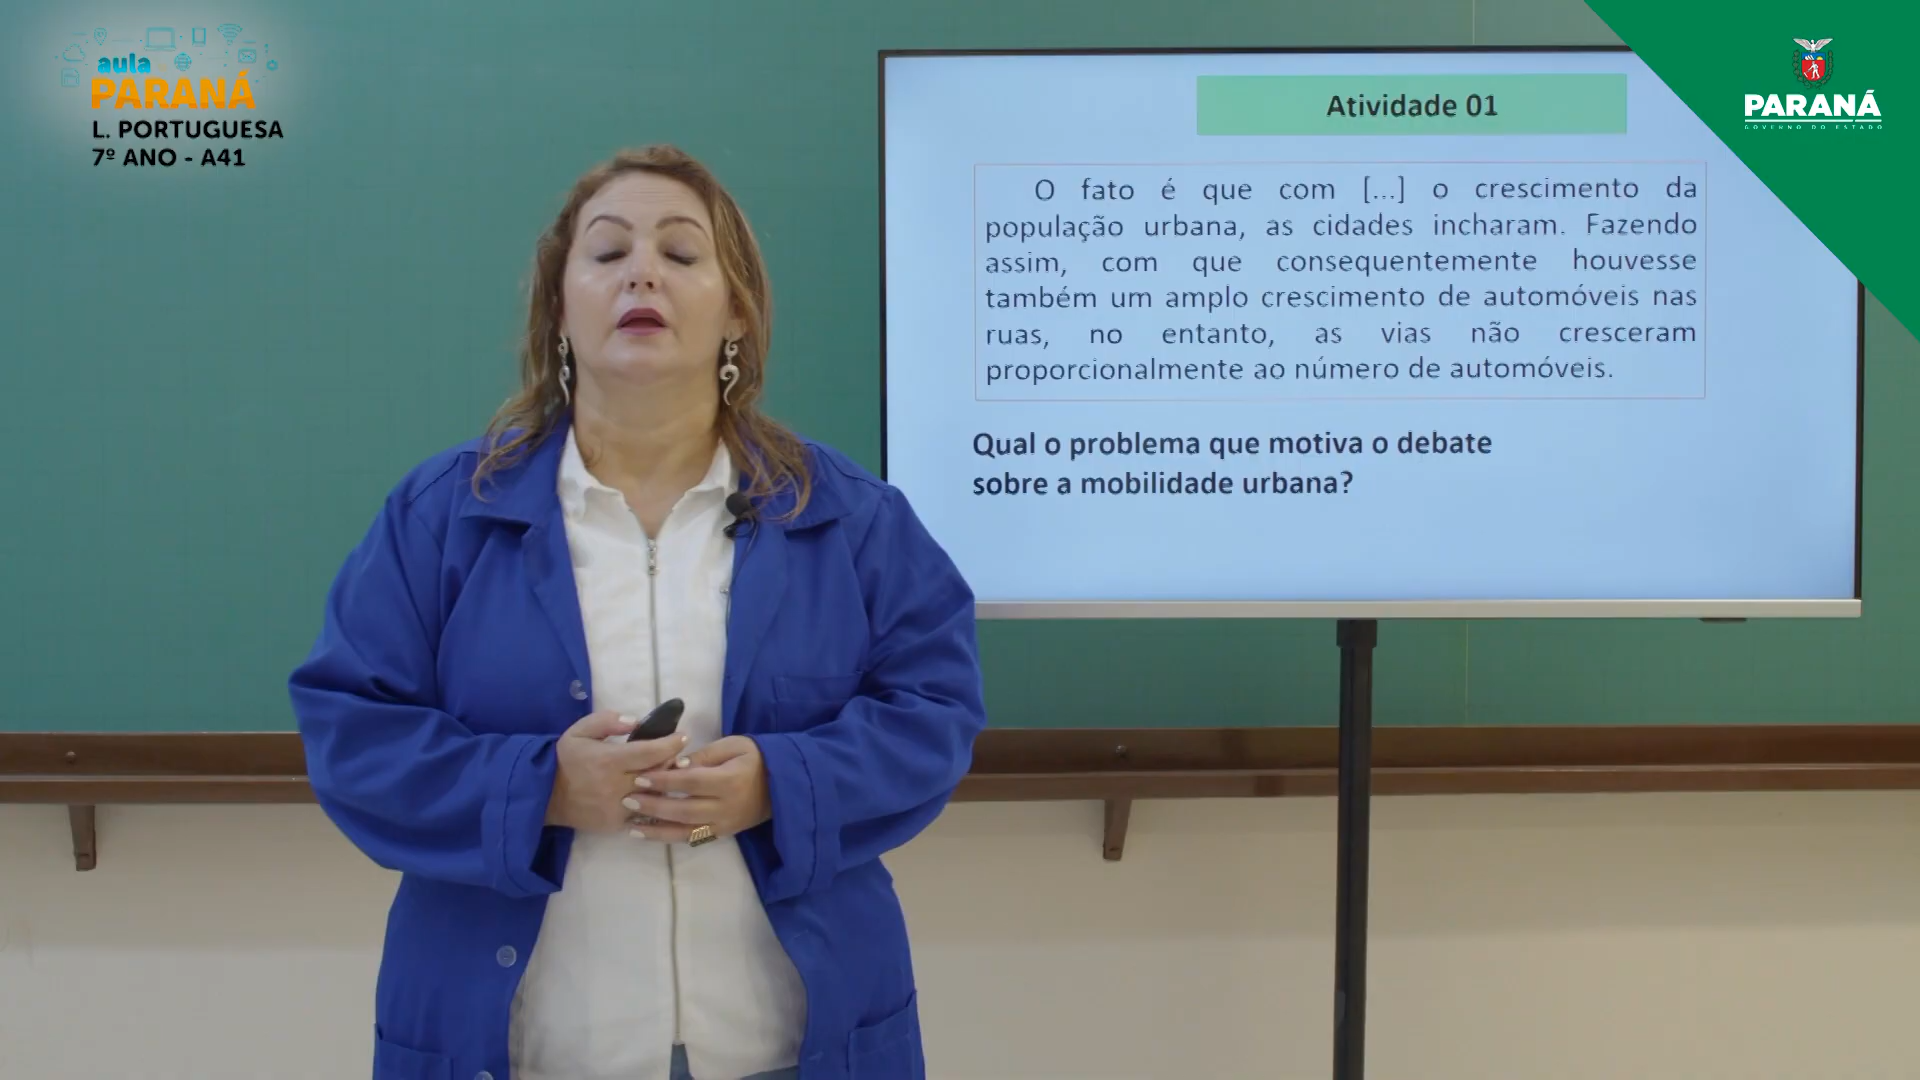 aula
PARANÁ
L. PORTUGUESA
7º ANO - A41
PARANÁ
GOVERNO DO ESTADO
Atividade 01
O fato é que com [...] o crescimento da
população urbana, as cidades incharam. Fazendo
assim, com que consequentemente houvesse
também um amplo crescimento de automóveis nas
ruas, no entanto, as vias não cresceram
proporcionalmente ao número de automóveis.
Qual o problema que motiva o debate
sobre a mobilidade urbana?